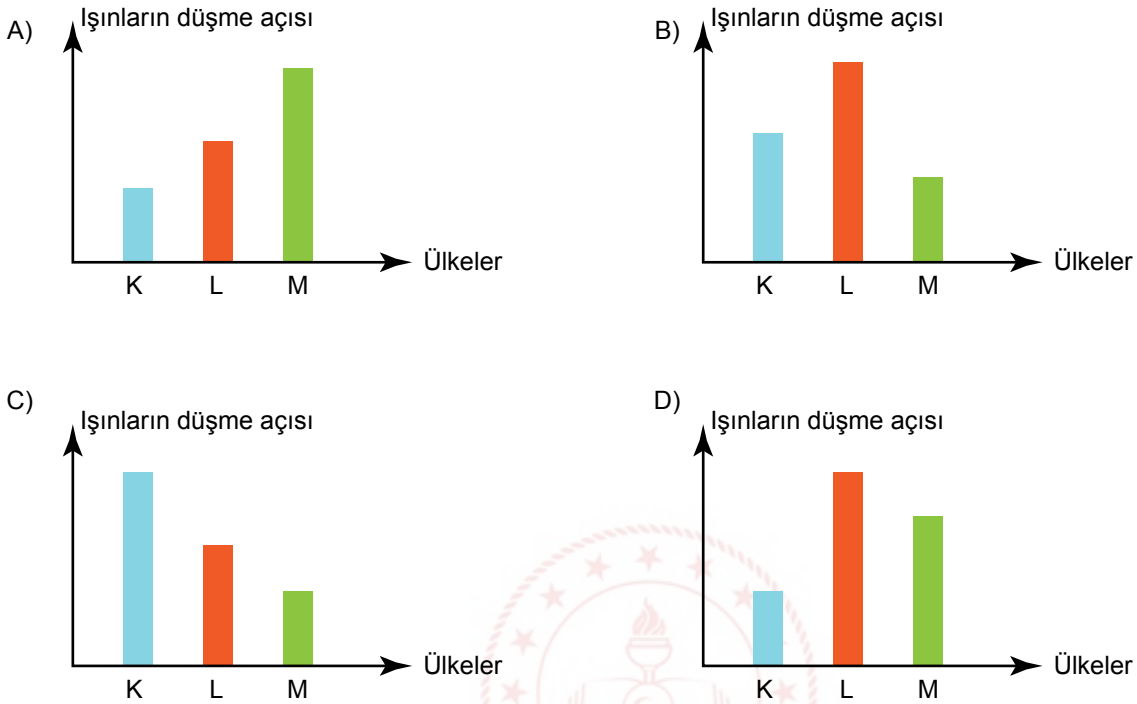 A)
Işınların düşme açısı
K L M
Ülkeler
B)
Işınların düşme açısı
K L M
Ülkeler
C)
Işınların düşme açısı
K L M
Ülkeler
D)
Işınların düşme açısı
K L M
Ülkeler